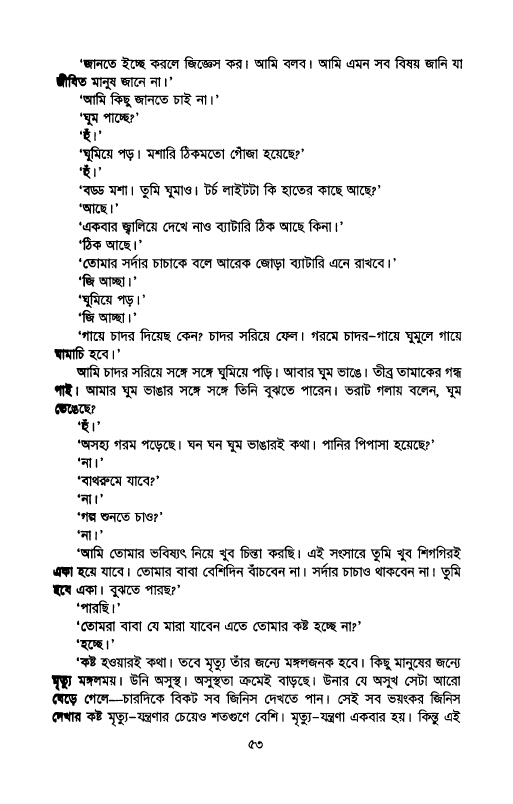 ‘জানতে ইচ্ছে করলে জিজ্ঞেস কর। আমি বলব। আমি এমন সব বিষয় জানি যা
জীবিত মানুষ জানে না।’
‘আমি কিছু জানতে চাই না।’
‘ঘুম পাচ্ছে?’
‘হুঁ।’
‘ঘুমিয়ে পড়। মশারি ঠিকমতো গোঁজা হয়েছে?’
‘হুঁ।’
‘বড্ড মশা। তুমি ঘুমাও। টর্চ লাইটটা কি হাতের কাছে আছে?’
‘আছে।’
‘একবার জ্বালিয়ে দেখে নাও ব্যাটারি ঠিক আছে কিনা।’
‘ঠিক আছে।’
‘তোমার সর্দার চাচাকে বলে আরেক জোড়া ব্যাটারি এনে রাখবে।’
‘জি আচ্ছা।’
‘ঘুমিয়ে পড়।’
‘জি আচ্ছা।’
‘গায়ে চাদর দিয়েছ কেন? চাদর সরিয়ে ফেল। গরমে চাদর-গায়ে ঘুমুলে গায়ে
ঘামাচি হবে।’
আমি চাদর সরিয়ে সঙ্গে সঙ্গে ঘুমিয়ে পড়ি। আবার ঘুম ভাঙে। তীব্র তামাকের গন্ধ
পাই। আমার ঘুম ভাঙার সঙ্গে সঙ্গে তিনি বুঝতে পারেন। ভরাট গলায় বলেন, ঘুম
ভেঙেছে?
‘হুঁ।’
‘অসহ্য গরম পড়েছে। ঘন ঘন ঘুম ভাঙারই কথা। পানির পিপাসা হয়েছে?’
‘না।’
‘বাথরুমে যাবে?’
‘না।’
‘গল্প শুনতে চাও?’
‘না।’
‘আমি তোমার ভবিষ্যৎ নিয়ে খুব চিন্তা করছি। এই সংসারে তুমি খুব শিগগিরই
একা হয়ে যাবে। তোমার বাবা বেশিদিন বাঁচবেন না। সর্দার চাচাও থাকবেন না। তুমি
হবে একা। বুঝতে পারছ?’
‘পারছি।’
‘তোমরা বাবা যে মারা যাবেন এতে তোমার কষ্ট হচ্ছে না?’
‘হচ্ছে।’
‘কষ্ট হওয়ারই কথা। তবে মৃত্যু তাঁর জন্যে মঙ্গলজনক হবে। কিছু মানুষের জন্যে
মৃত্যু মঙ্গলময়। উনি অসুস্থ। অসুস্থতা ক্রমেই বাড়ছে। উনার যে অসুখ সেটা আরো
বেড়ে গেলে—চারদিকে বিকট সব জিনিস দেখতে পান। সেই সব ভয়ংকর জিনিস
দেখার কষ্ট মৃত্যু-যন্ত্রণার চেয়েও শতগুণে বেশি। মৃত্যু-যন্ত্রণা একবার হয়। কিন্তু এই
৫৩